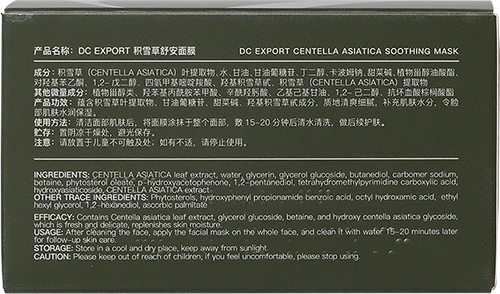 产品名称：DC EXPORT 积雪草舒安面膜
DC EXPORT CENTELLA ASIATICA SOOTHING MASK
成分：积雪草（CENTELLA ASIATICA）叶提取物、水、甘油、甘油葡糖苷、丁二醇、卡波姆钠、甜菜碱、植物甾醇油酸酯、
对羟基苯乙酮、1,2-戊二醇、四氢甲基嘧啶羧酸、羟基积雪草甙、积雪草（CENTELLA ASIATICA）提取物
其他微量成分：植物甾醇类、羟苯基丙酰胺苯甲酸、辛酰羟肟酸、乙基己基甘油、1,2-己二醇、抗坏血酸棕榈酸酯
产品功效：蕴含积雪草叶提取物、甘油葡糖苷、甜菜碱、羟基积雪草甙成分，质地清爽细腻，补充肌肤水分，令脸
部肌肤水润保湿。
使用方法：清洁面部肌肤后，将面膜涂抹于整个面部，敷 15-20 分钟后清水清洗，做后续护肤。
贮存：置阴凉干燥处，避光保存。
注意：请放置于儿童不可触及处；如有不适，请停止使用。
INGREDIENTS: CENTELLA ASIATICA leaf extract, water, glycerin, glycerol glucoside, butanediol, carbomer sodium,
betaine, phytosterol oleate, p-hydroxyacetophenone, 1,2-pentanediol, tetrahydromethylpyrimidine carboxylic acid,
hydroxyasiaticoside, CENTELLA ASIATICA extract
OTHER TRACE INGREDIENTS: Phytosterols, hydroxyphenyl propionamide benzoic acid, octyl hydroxamic acid, ethyl
hexyl glycerol, 1,2-hexanediol, ascorbic palmitate
EFFICACY: Contains Centella asiatica leaf extract, glycerol glucoside, betaine, and hydroxy centella asiatica glycoside,
which is fresh and delicate, replenishes skin moisture.
USAGE: After cleaning the face, apply the facial mask on the whole face, and clean it with wafer 15-20 minutes later
for follow-up skin care.
STORAGE: Store in a cool and dry place, keep away from sunlight.
CAUTION: Please keep out of reach of children; if you feel uncomfortable, please stop using.